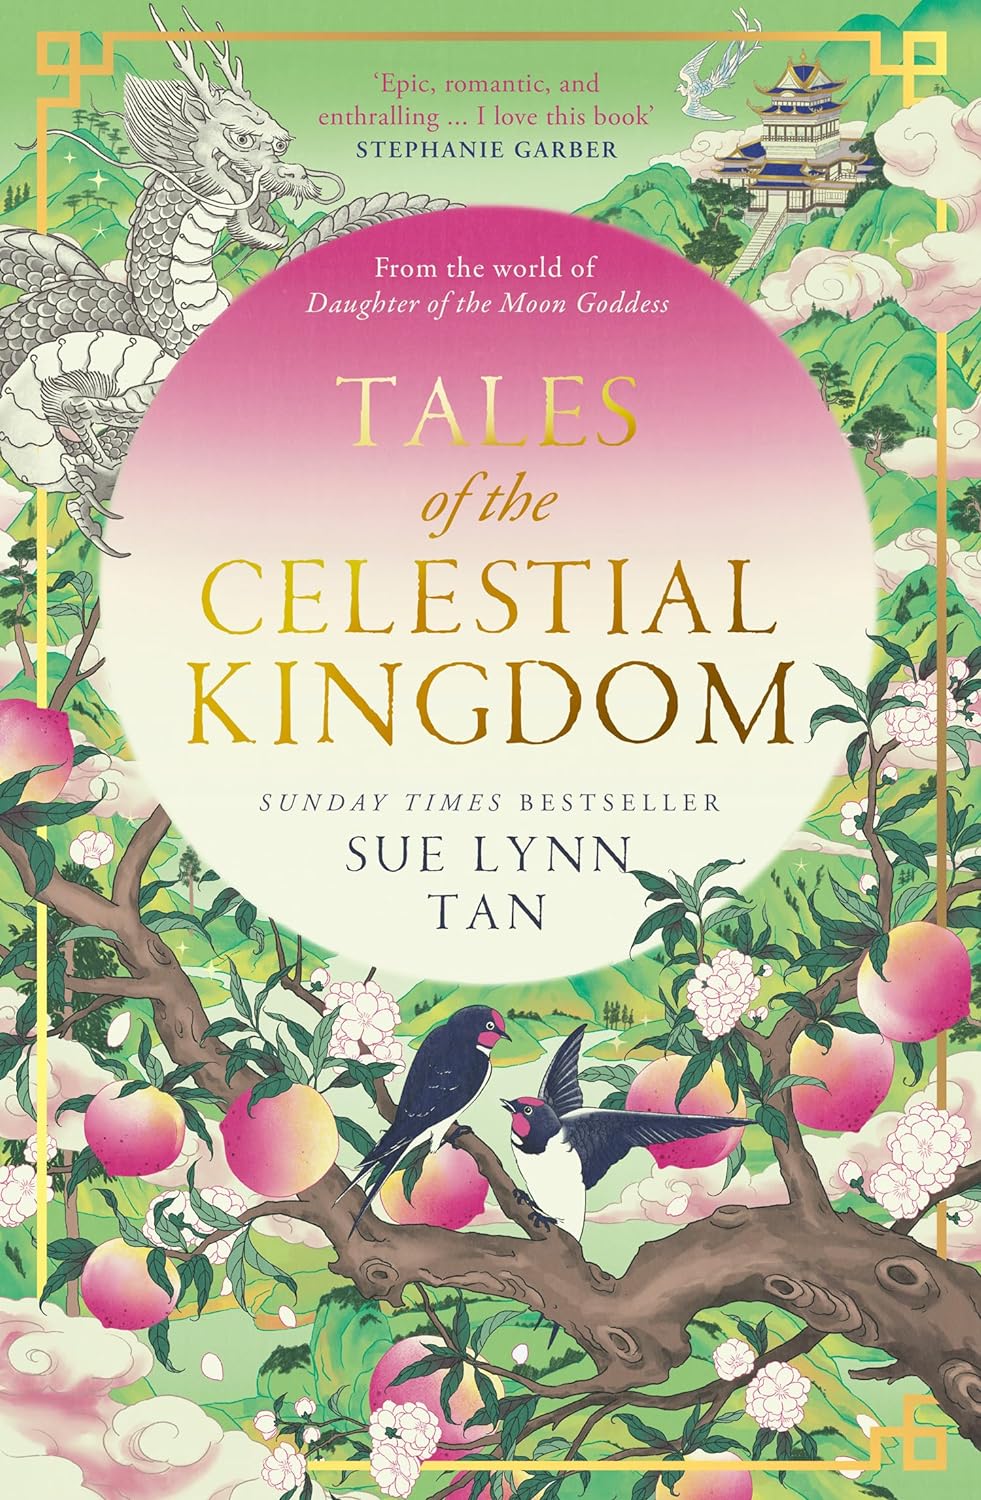 ‘Epic, romantic, and
enthralling ... I love this book’
STEPHANIE GARBER
From the world of
Daughter of the Moon Goddess
TALES
of the
CELESTIAL
KINGDOM
SUNDAY TIMES BESTSELLER
SUE LYNN
TAN